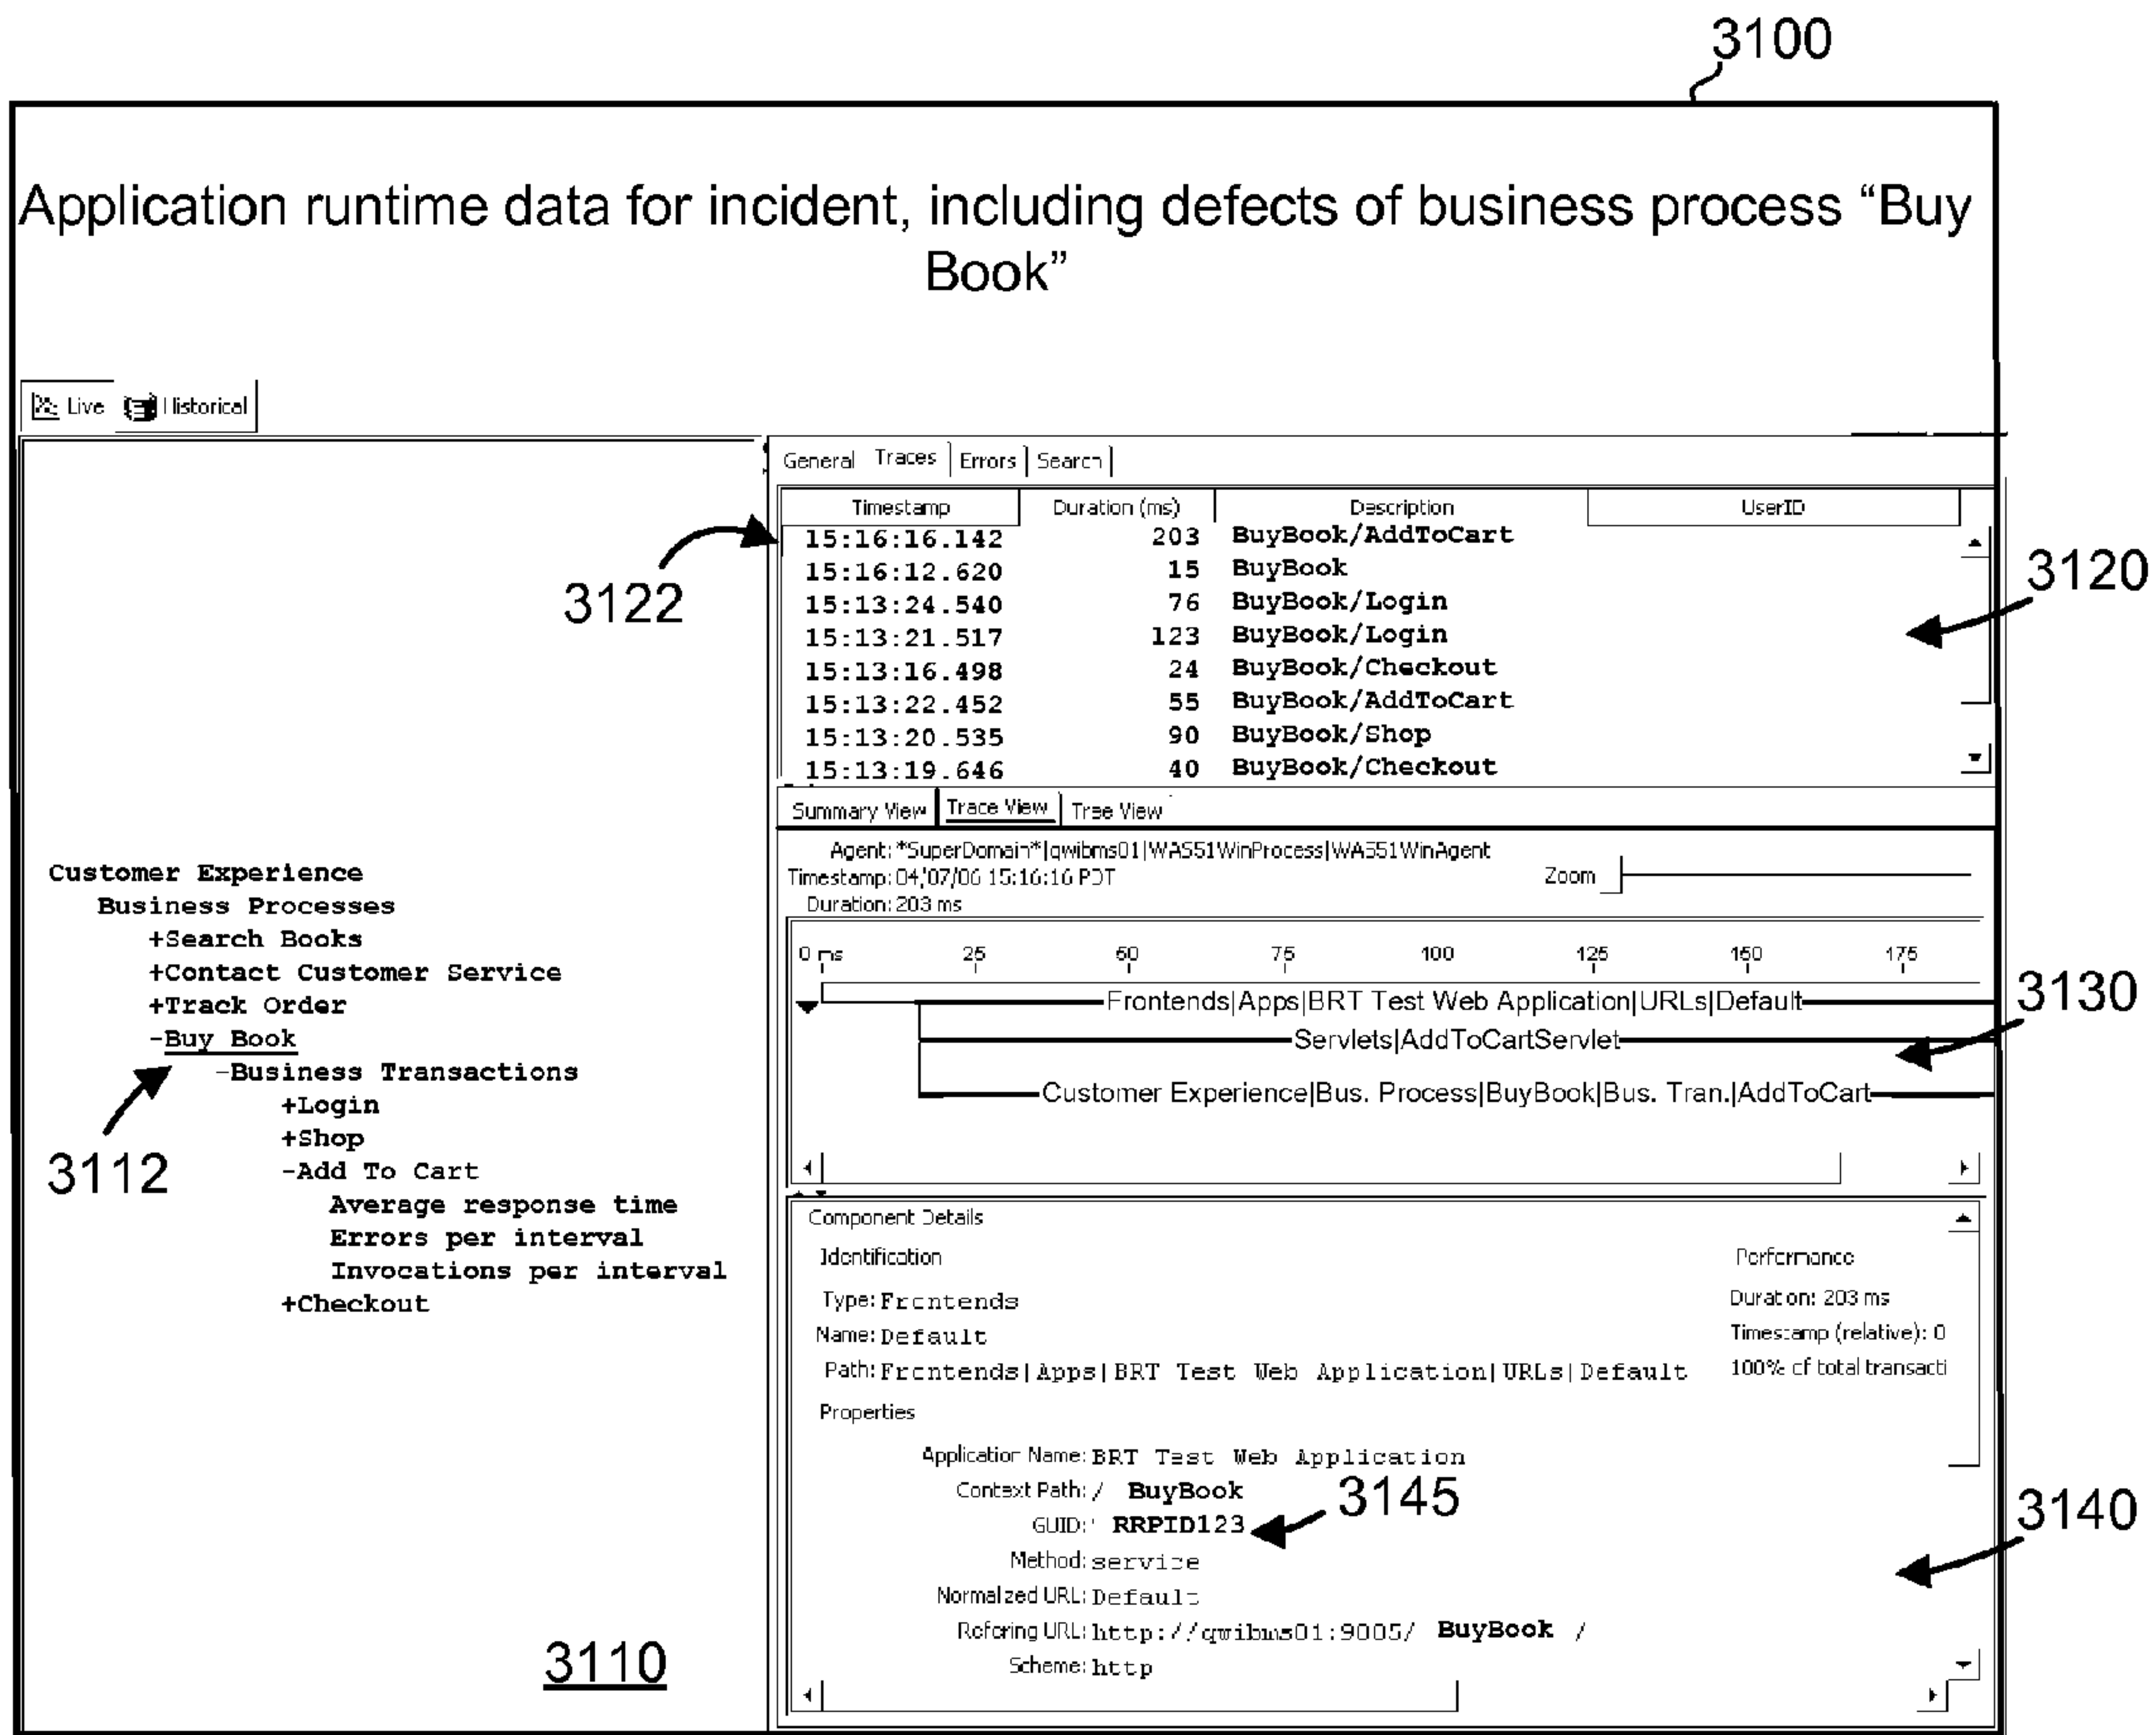 3100
Application runtime data for incident, including defects of business process “Buy
Book”
Live Historical
General Traces Errors Search
Timestamp Duration (ms) Description UserID
15:16:16.142 203 BuyBook/AddToCart
15:16:12.620 15 BuyBook
15:13:24.540 76 BuyBook/Login
15:13:21.517 123 BuyBook/Login
15:13:16.498 24 BuyBook/Checkout
15:13:22.452 55 BuyBook/AddToCart
15:13:20.535 90 BuyBook/Shop
15:13:19.646 40 BuyBook/Checkout
3122
3120
Summary View Trace View Tree View
Agent: *SuperDomain*|qwibms01|WAS51WinProcess|WAS51WinAgent
Timestamp: 04/07/06 15:16:16 PDT
Zoom
Duration: 203 ms
0 ms 25 50 75 100 125 150 175
Frontends|Apps|BRT Test Web Application|URLs|Default
Servlets|AddToCartServlet
Customer Experience|Bus. Process|BuyBook|Bus. Tran.|AddToCart
3130
Customer Experience
Business Processes
+Search Books
+Contact Customer Service
+Track Order
-Buy Book
-Business Transactions
+Login
+Shop
-Add To Cart
Average response time
Errors per interval
Invocations per interval
+Checkout
3112
3110
Component Details
Identification Performance
Type: Frontends Duration: 203 ms
Name: Default Timestamp (relative): 0
Path: Frontends|Apps|BRT Test Web Application|URLs|Default 100% of total transacti
Properties
Application Name: BRT Test Web Application
Context Path: / BuyBook
GUID: RRPID123
3145
Method: service
Normalized URL: Default
Refering URL: http://qwibms01:9005/ BuyBook /
Scheme: http
3140